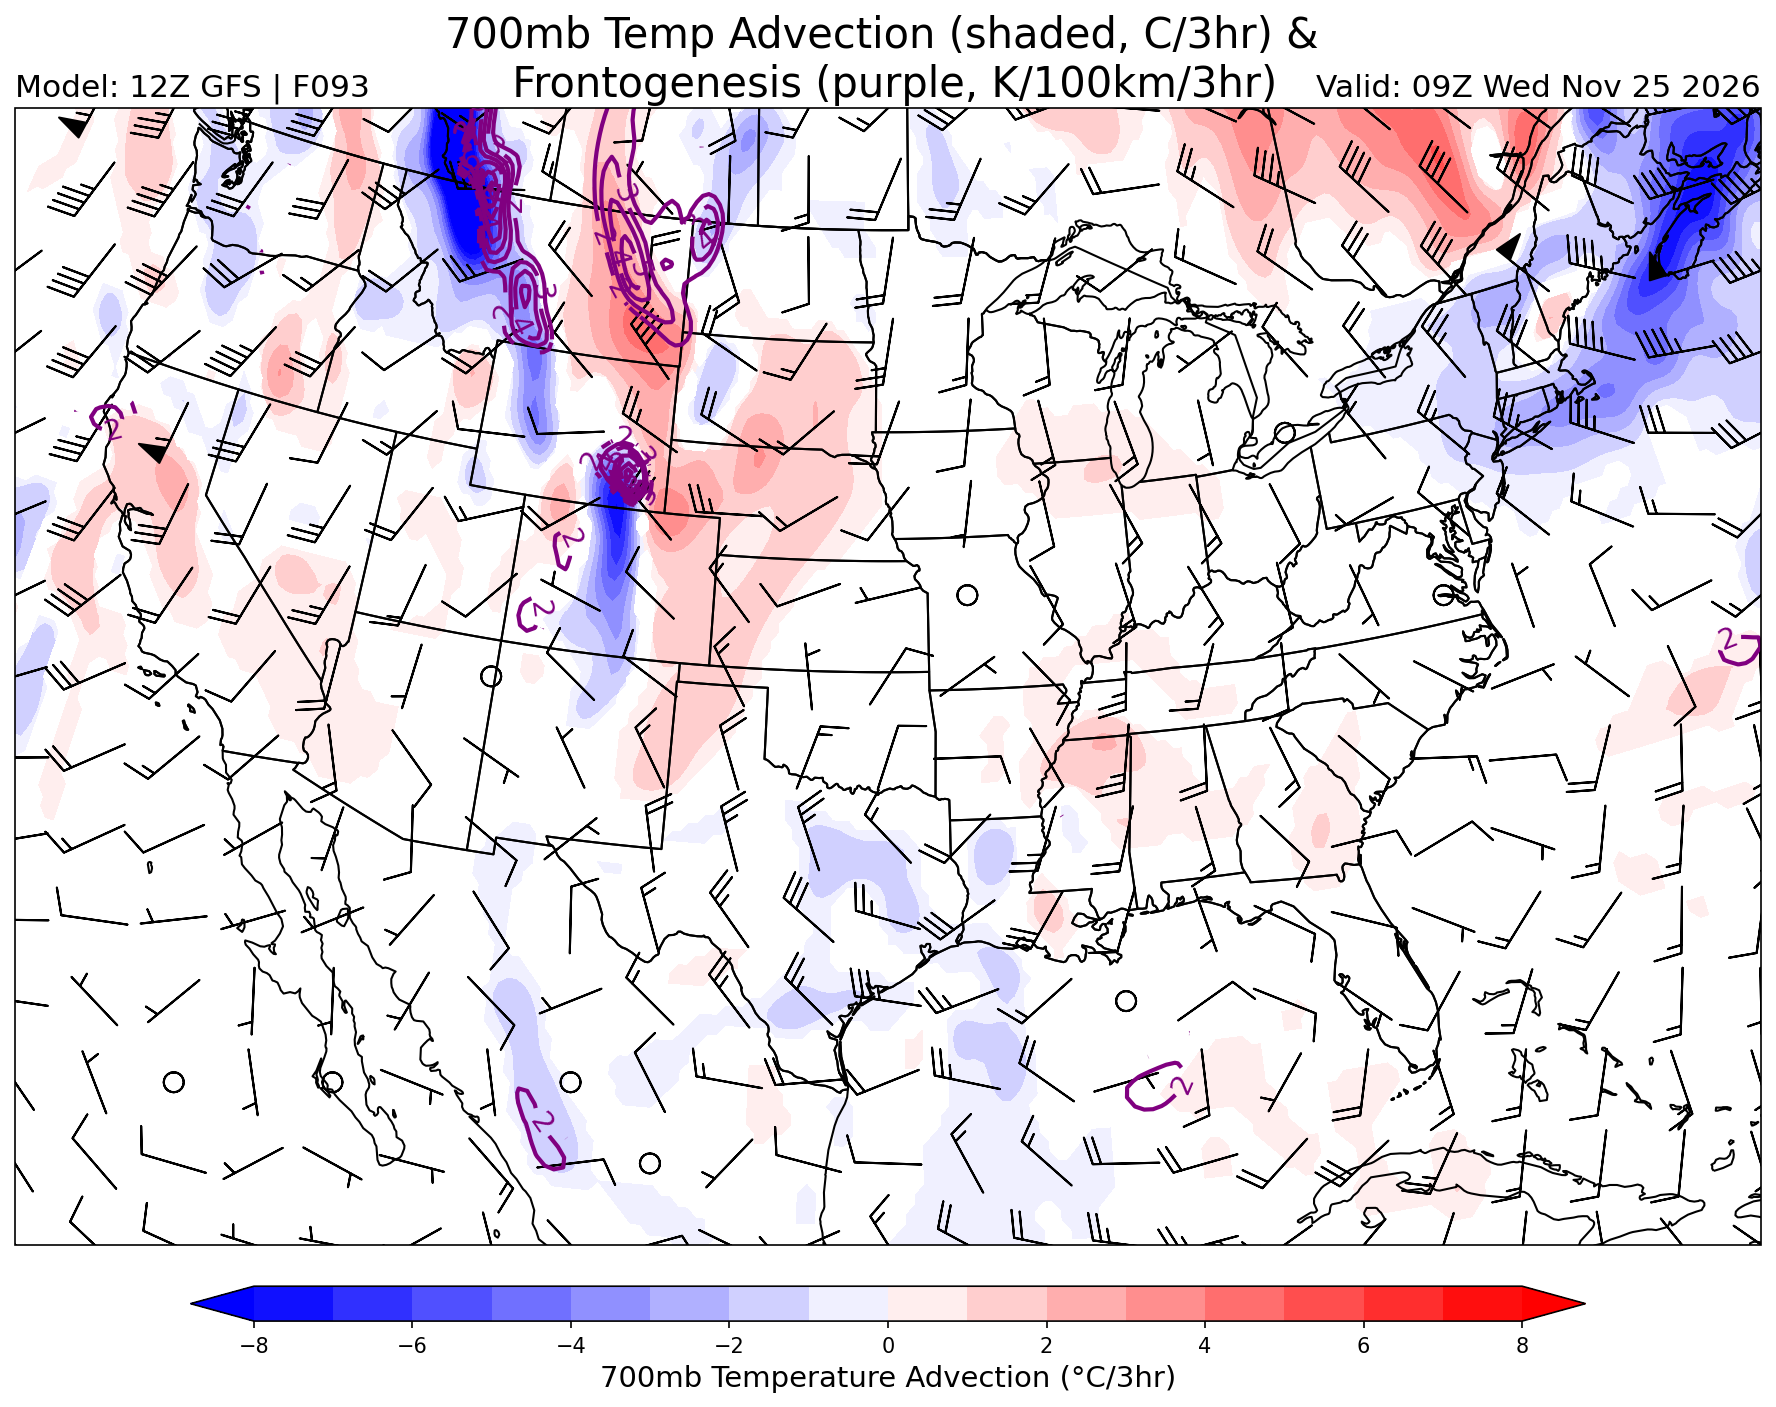 700mb Temp Advection (shaded, C/3hr) &
Model: 12Z GFS | F093 Frontogenesis (purple, K/100km/3hr) Valid: 09Z Wed Nov 25 2026
−8 −6 −4 −2 0 2 4 6 8
700mb Temperature Advection (°C/3hr)